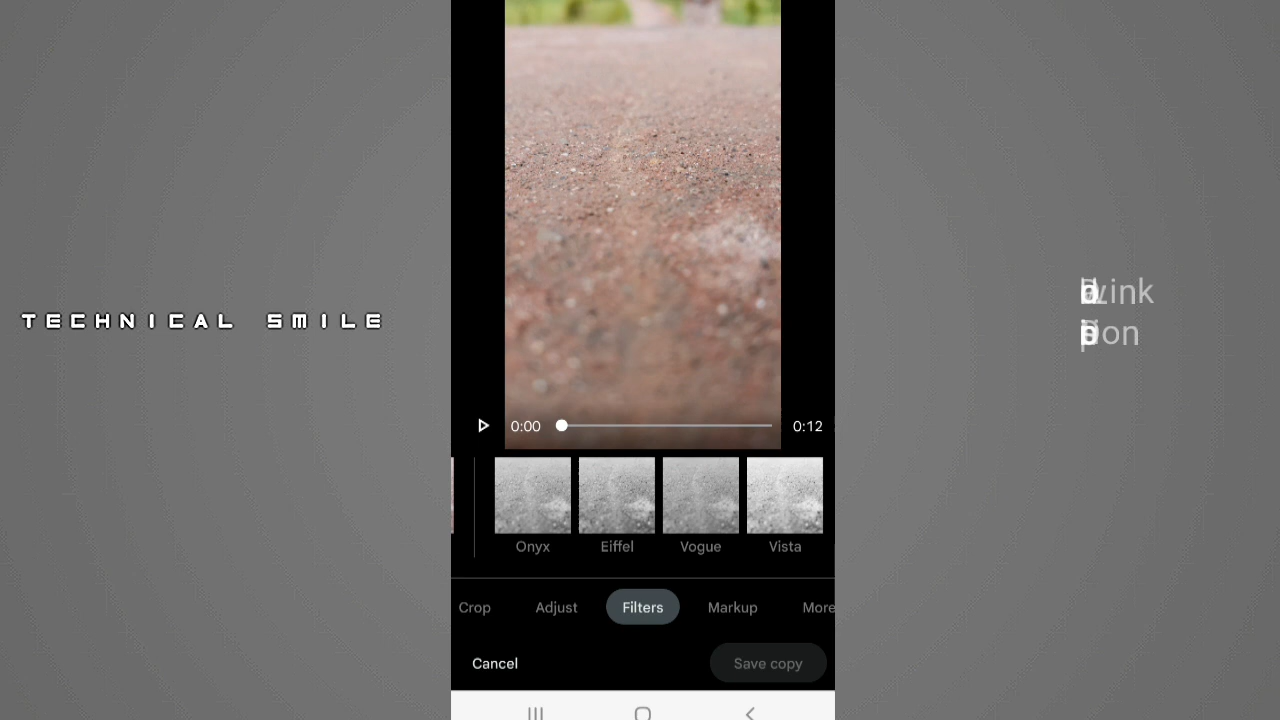 TECHNICAL SMILE
0:00
0:12
Onyx
Eiffel
Vogue
Vista
Crop
Adjust
Filters
Markup
More
Cancel
Save copy